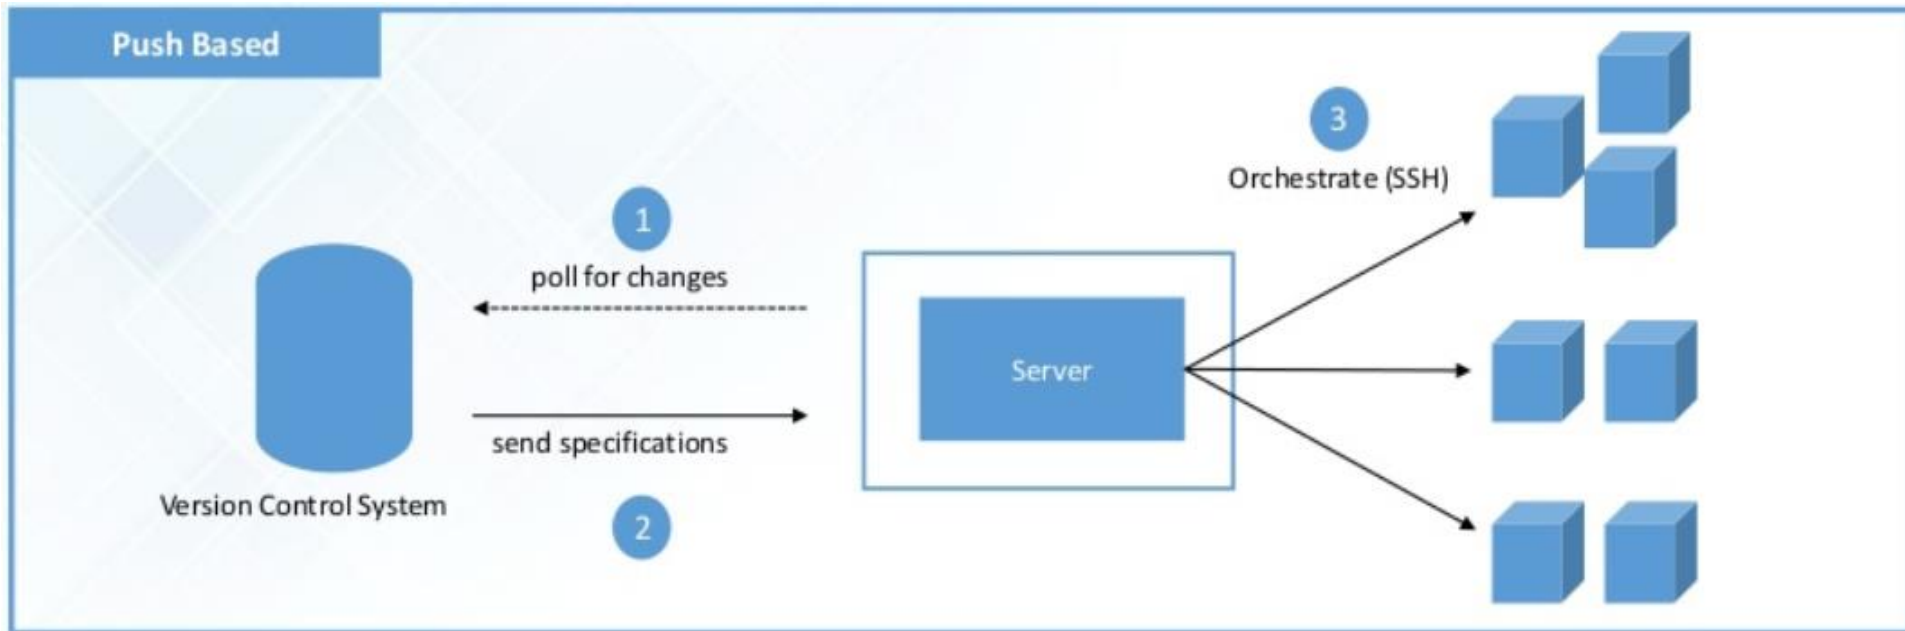 Push Based
1
poll for changes
send specifications
2
Version Control System
Server
3
Orchestrate (SSH)